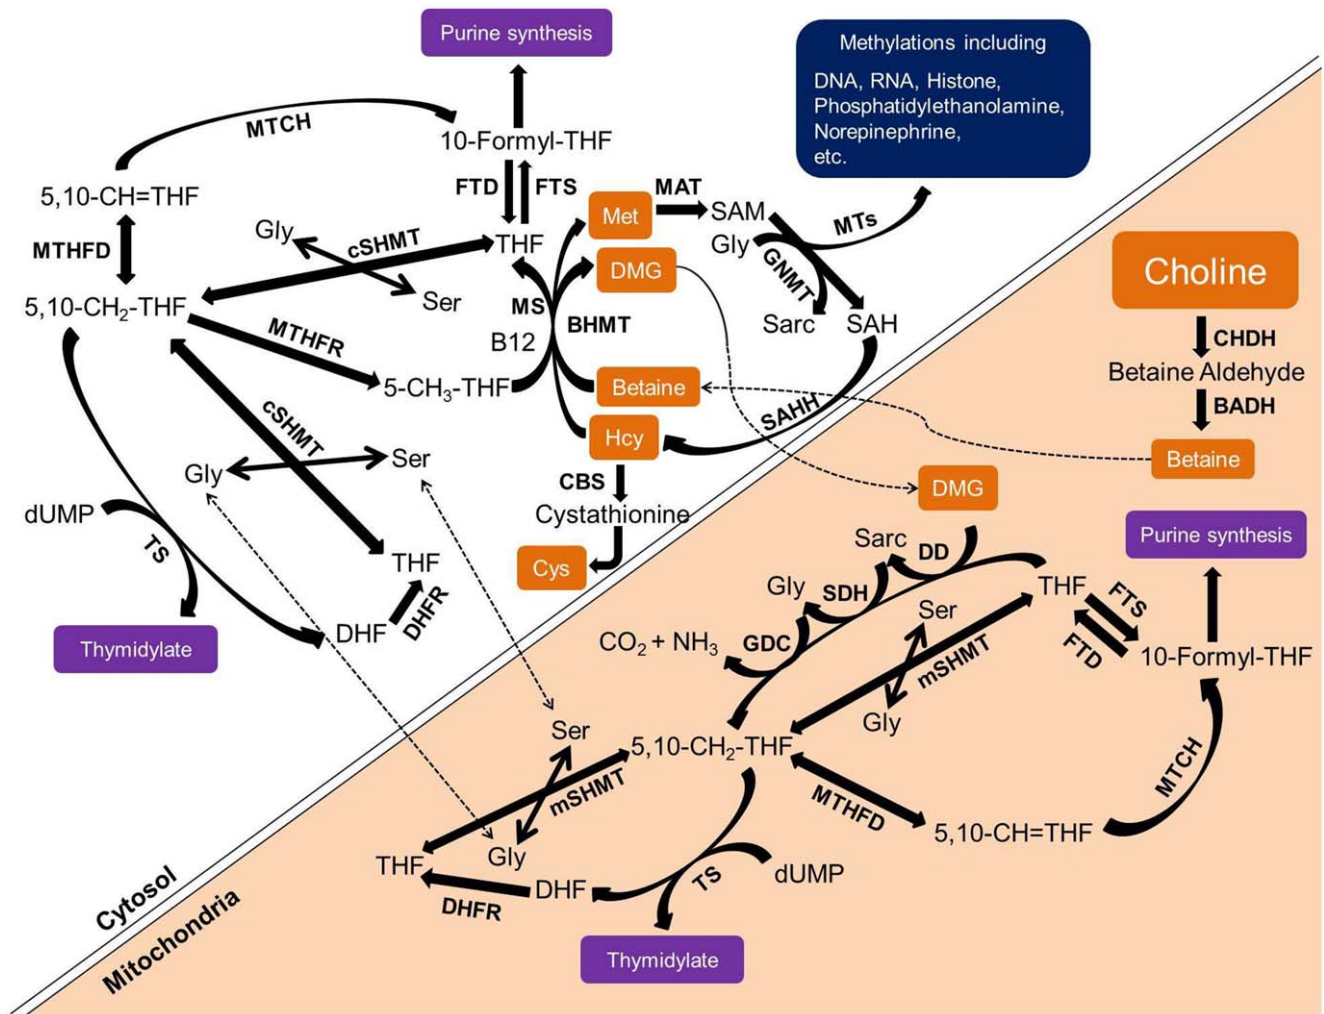 Purine synthesis
Methylations including
DNA, RNA, Histone,
Phosphatidylethanolamine,
Norepinephrine,
etc.
MTCH
10-Formyl-THF
5,10-CH=THF
FTD
FTS
MTHFD
Gly
cSHMT
THF
Ser
5,10-CH₂-THF
Met
MAT
SAM
Gly
MTs
GNMT
DMG
MS
BHMT
B12
Sarc
SAH
MTHFR
5-CH₃-THF
Betaine
SAHH
Hcy
CBS
Cystathionine
Cys
cSHMT
Gly
Ser
dUMP
TS
THF
DHF
DHFR
Thymidylate
Choline
CHDH
Betaine Aldehyde
BADH
Betaine
DMG
Purine synthesis
Sarc
DD
Gly
SDH
CO₂ + NH₃
GDC
Ser
mSHMT
Gly
THF
FTS
FTD
10-Formyl-THF
Ser
5,10-CH₂-THF
mSHMT
MTHFD
5,10-CH=THF
MTCH
THF
Gly
DHFR
DHF
TS
dUMP
Thymidylate
Cytosol
Mitochondria